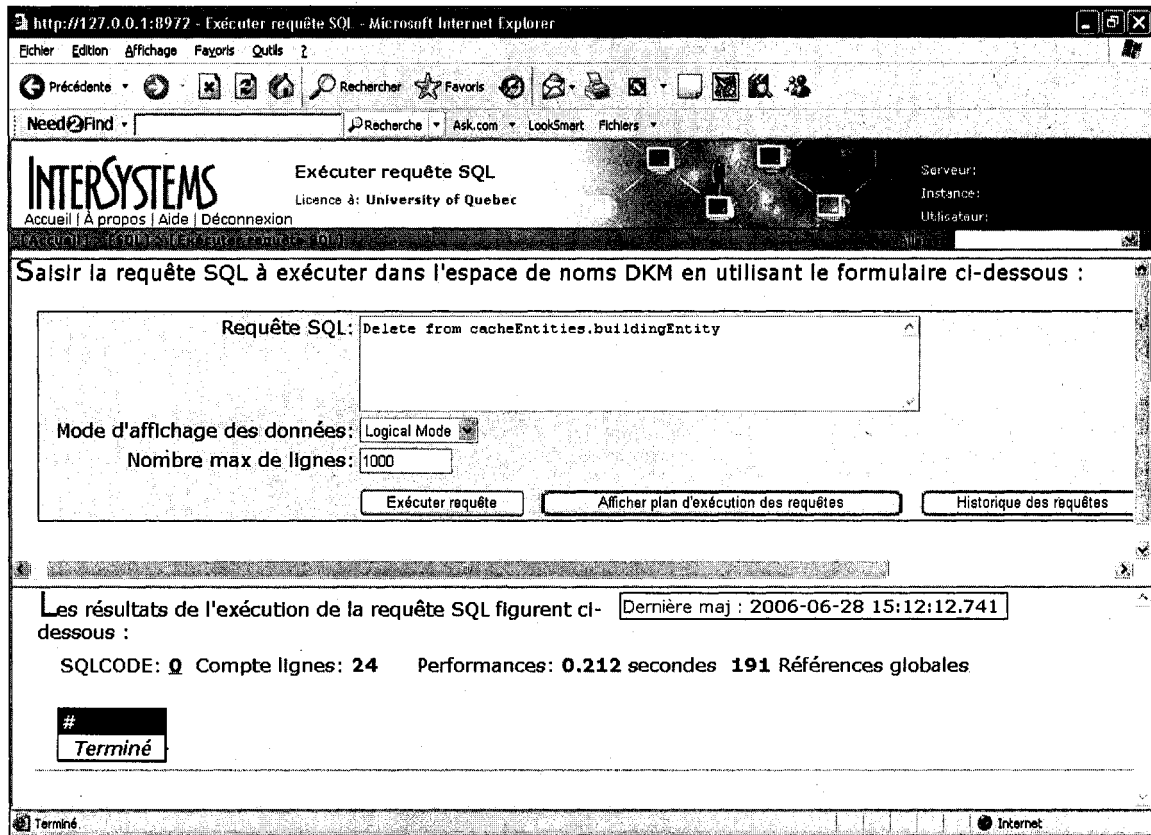 http://127.0.0.1:8972 - Exécuter requête SQL - Microsoft Internet Explorer
Fichier Edition Affichage Favoris Outils ?
Précédente Rechercher Favoris
Need2Find Recherche Ask.com LookSmart Fichiers
INTERSYSTEMS
Exécuter requête SQL
Licence à: University of Quebec
Accueil | À propos | Aide | Déconnexion
Serveur:
Instance:
Utilisateur:
[Accueil] > [SQL] > [Exécuter requête SQL]
Saisir la requête SQL à exécuter dans l'espace de noms DKM en utilisant le formulaire ci-dessous :
Requête SQL: Delete from cacheEntities.buildingEntity
Mode d'affichage des données: Logical Mode
Nombre max de lignes: 1000
Exécuter requête Afficher plan d'exécution des requêtes Historique des requêtes
Les résultats de l'exécution de la requête SQL figurent ci-
dessous :
Dernière maj : 2006-06-28 15:12:12.741
SQLCODE: 0 Compte lignes: 24 Performances: 0.212 secondes 191 Références globales
#
Terminé
Terminé Internet